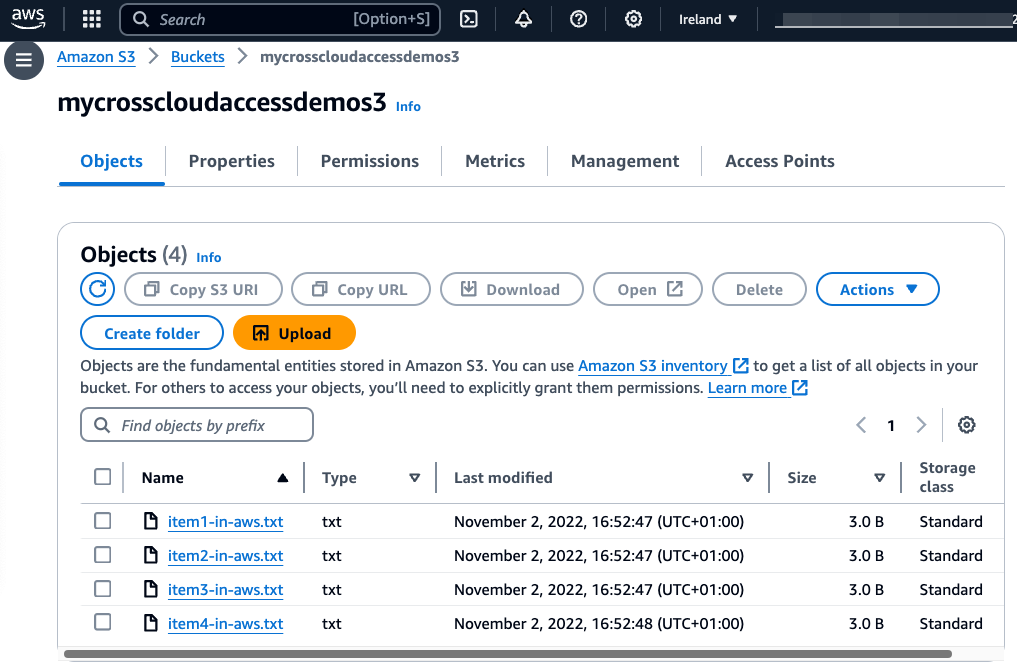 aws Search [Option+S] Ireland
Amazon S3 > Buckets > mycrosscloudaccessdemos3
mycrosscloudaccessdemos3 Info
Objects Properties Permissions Metrics Management Access Points
Objects (4) Info
Copy S3 URI Copy URL Download Open Delete Actions
Create folder Upload
Objects are the fundamental entities stored in Amazon S3. You can use Amazon S3 inventory to get a list of all objects in your
bucket. For others to access your objects, you’ll need to explicitly grant them permissions. Learn more
Find objects by prefix 1
Name Type Last modified Size Storage
class
item1-in-aws.txt txt November 2, 2022, 16:52:47 (UTC+01:00) 3.0 B Standard
item2-in-aws.txt txt November 2, 2022, 16:52:47 (UTC+01:00) 3.0 B Standard
item3-in-aws.txt txt November 2, 2022, 16:52:47 (UTC+01:00) 3.0 B Standard
item4-in-aws.txt txt November 2, 2022, 16:52:48 (UTC+01:00) 3.0 B Standard